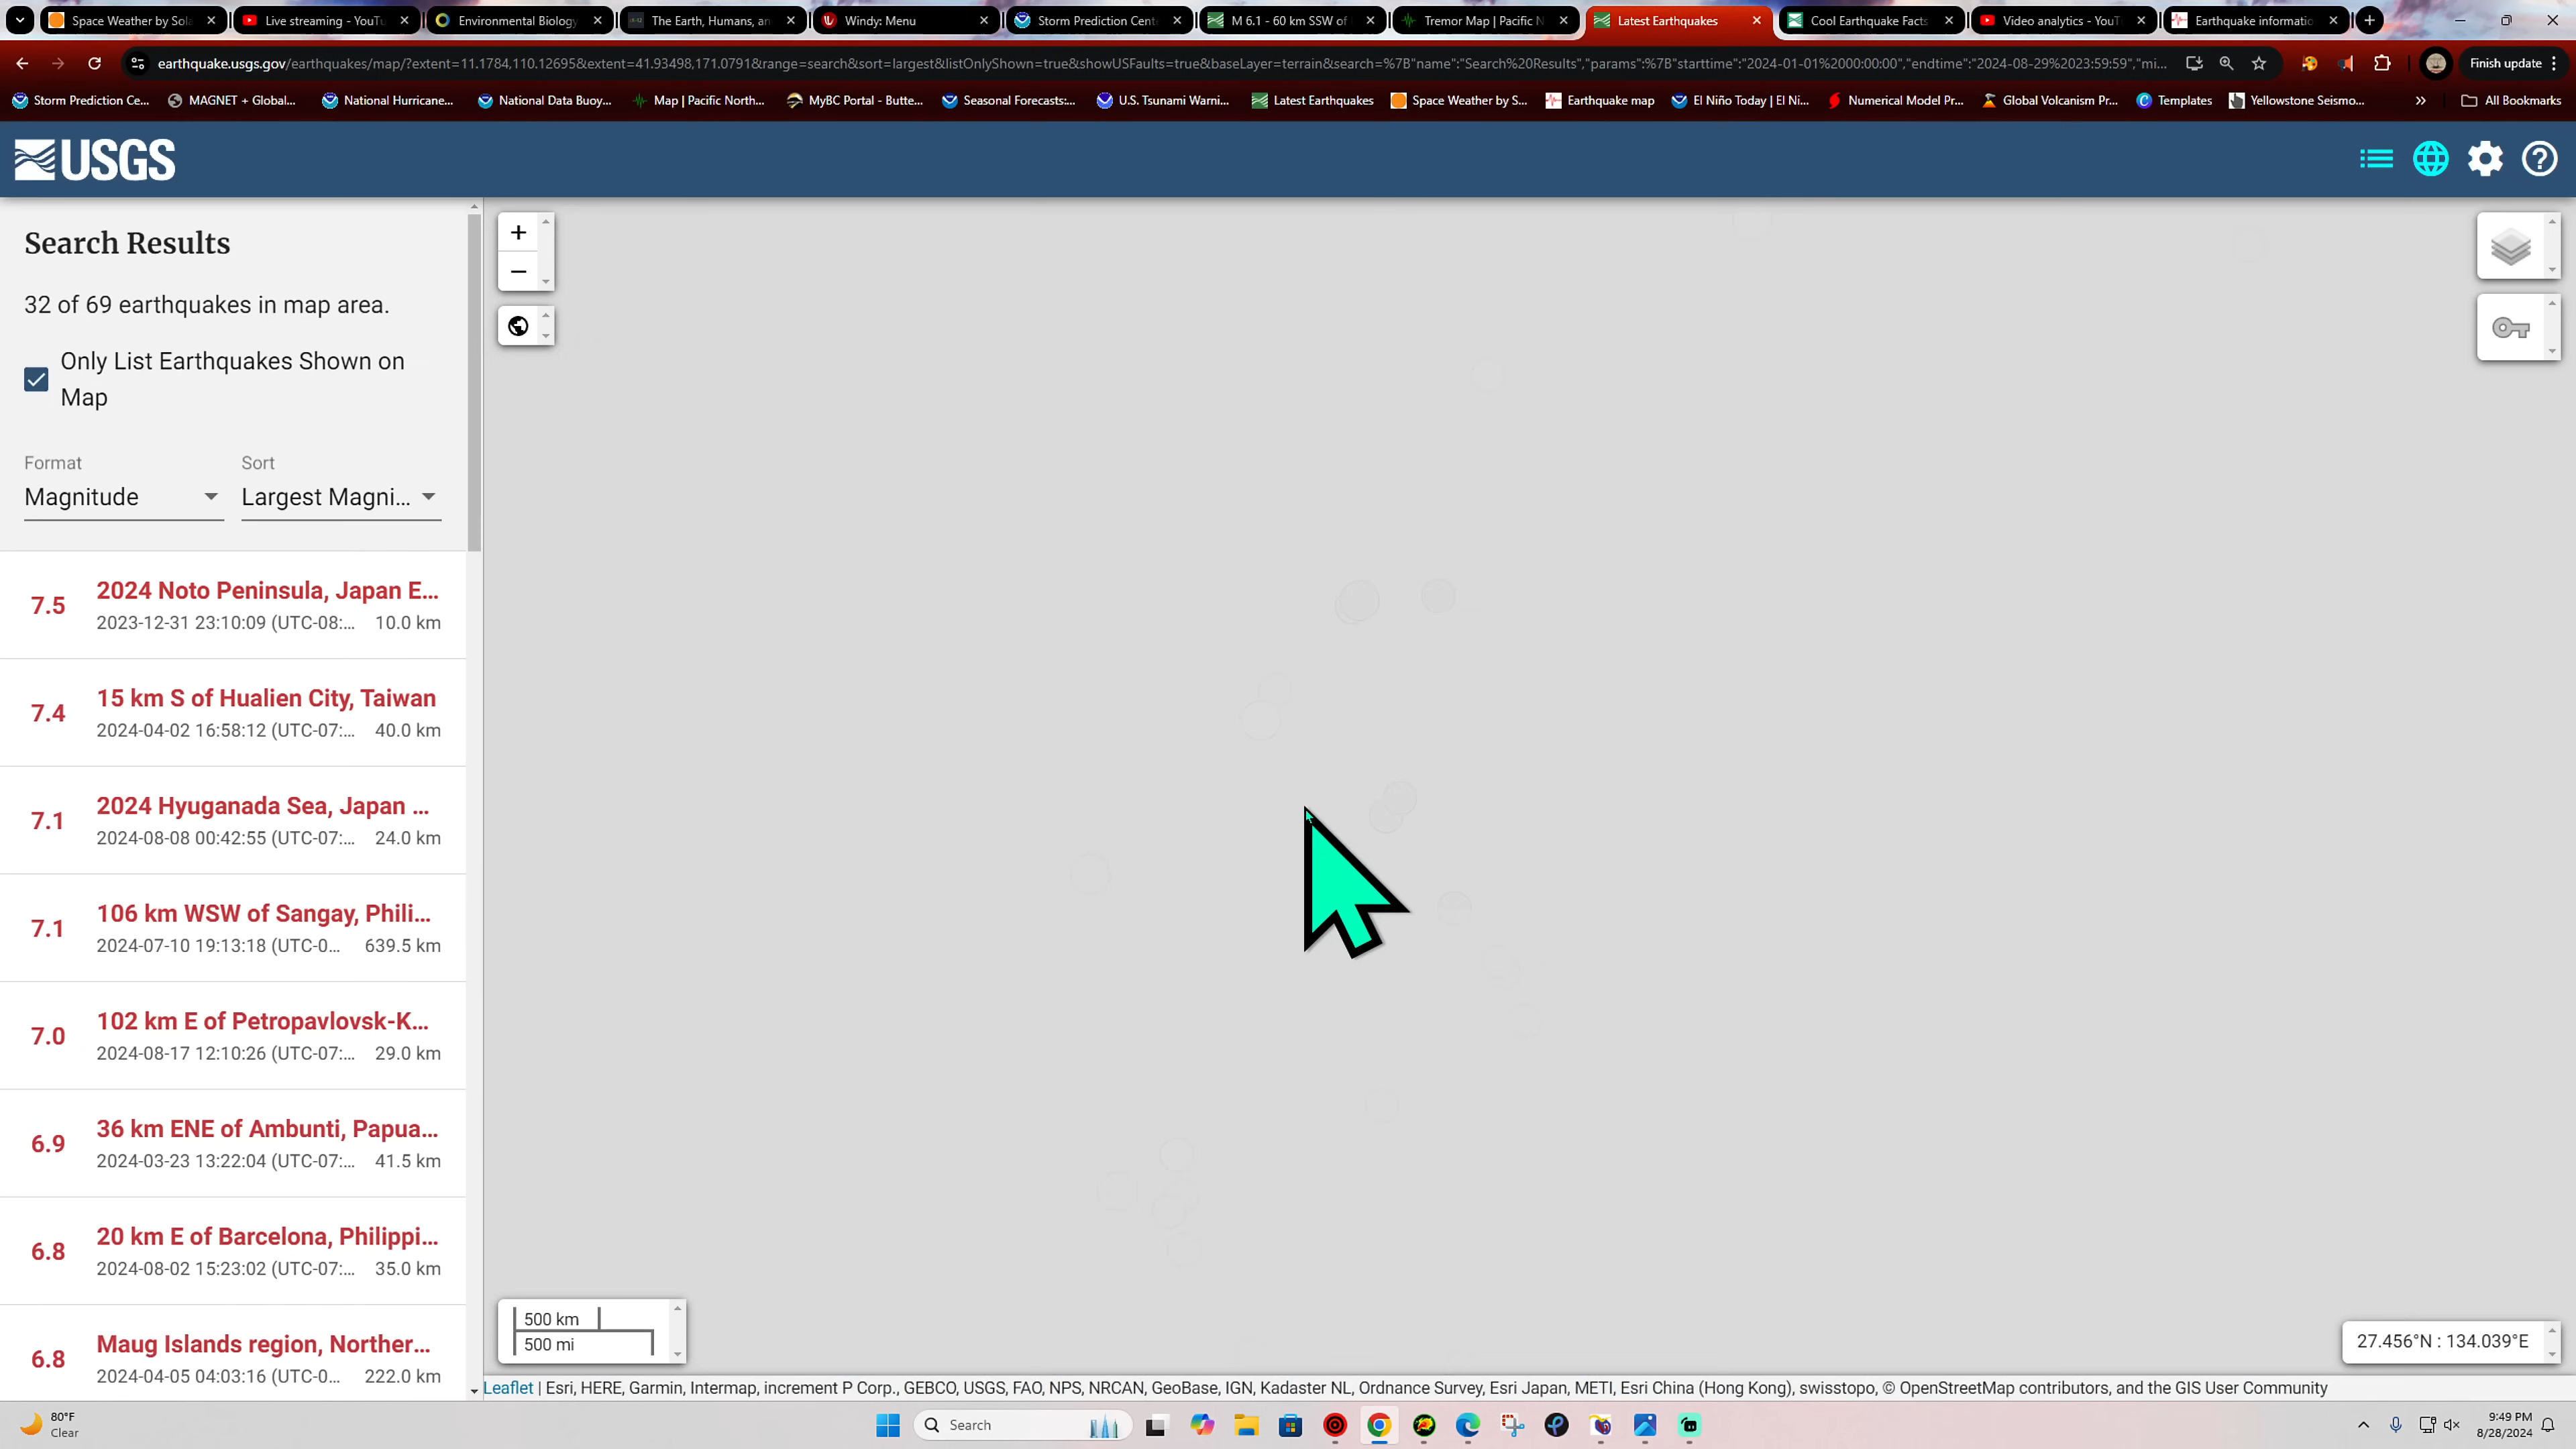 Space Weather by Sola
Live streaming - YouTu
Environmental Biology
The Earth, Humans, an
Windy: Menu
Storm Prediction Cente
M 6.1 - 60 km SSW of
Tremor Map | Pacific N
Latest Earthquakes
Cool Earthquake Facts
Video analytics - YouT
Earthquake informatio
earthquake.usgs.gov/earthquakes/map/?extent=11.1784,110.12695&extent=41.93498,171.0791&range=search&sort=largest&listOnlyShown=true&showUSFaults=true&baseLayer=terrain&search=%7B"name":"Search%20Results","params":%7B"starttime":"2024-01-01%2000:00:00","endtime":"2024-08-29%2023:59:59","mi...
Finish update
Storm Prediction Ce...
MAGNET + Global...
National Hurricane...
National Data Buoy...
Map | Pacific North...
MyBC Portal - Butte...
Seasonal Forecasts:...
U.S. Tsunami Warni...
Latest Earthquakes
Space Weather by S...
Earthquake map
El Niño Today | El Ni...
Numerical Model Pr...
Global Volcanism Pr...
Templates
Yellowstone Seismo...
All Bookmarks
USGS
Search Results
32 of 69 earthquakes in map area.
Only List Earthquakes Shown on
Map
Format
Sort
Magnitude
Largest Magni...
7.5
2024 Noto Peninsula, Japan E...
2023-12-31 23:10:09 (UTC-08:... 10.0 km
7.4
15 km S of Hualien City, Taiwan
2024-04-02 16:58:12 (UTC-07:... 40.0 km
7.1
2024 Hyuganada Sea, Japan ...
2024-08-08 00:42:55 (UTC-07:... 24.0 km
7.1
106 km WSW of Sangay, Phili...
2024-07-10 19:13:18 (UTC-0... 639.5 km
7.0
102 km E of Petropavlovsk-K...
2024-08-17 12:10:26 (UTC-07:... 29.0 km
6.9
36 km ENE of Ambunti, Papua...
2024-03-23 13:22:04 (UTC-07:... 41.5 km
6.8
20 km E of Barcelona, Philippi...
2024-08-02 15:23:02 (UTC-07:... 35.0 km
6.8
Maug Islands region, Norther...
2024-04-05 04:03:16 (UTC-0... 222.0 km
500 km
500 mi
27.456°N : 134.039°E
Leaflet | Esri, HERE, Garmin, Intermap, increment P Corp., GEBCO, USGS, FAO, NPS, NRCAN, GeoBase, IGN, Kadaster NL, Ordnance Survey, Esri Japan, METI, Esri China (Hong Kong), swisstopo, © OpenStreetMap contributors, and the GIS User Community
80°F
Clear
Search
9:49 PM
8/28/2024